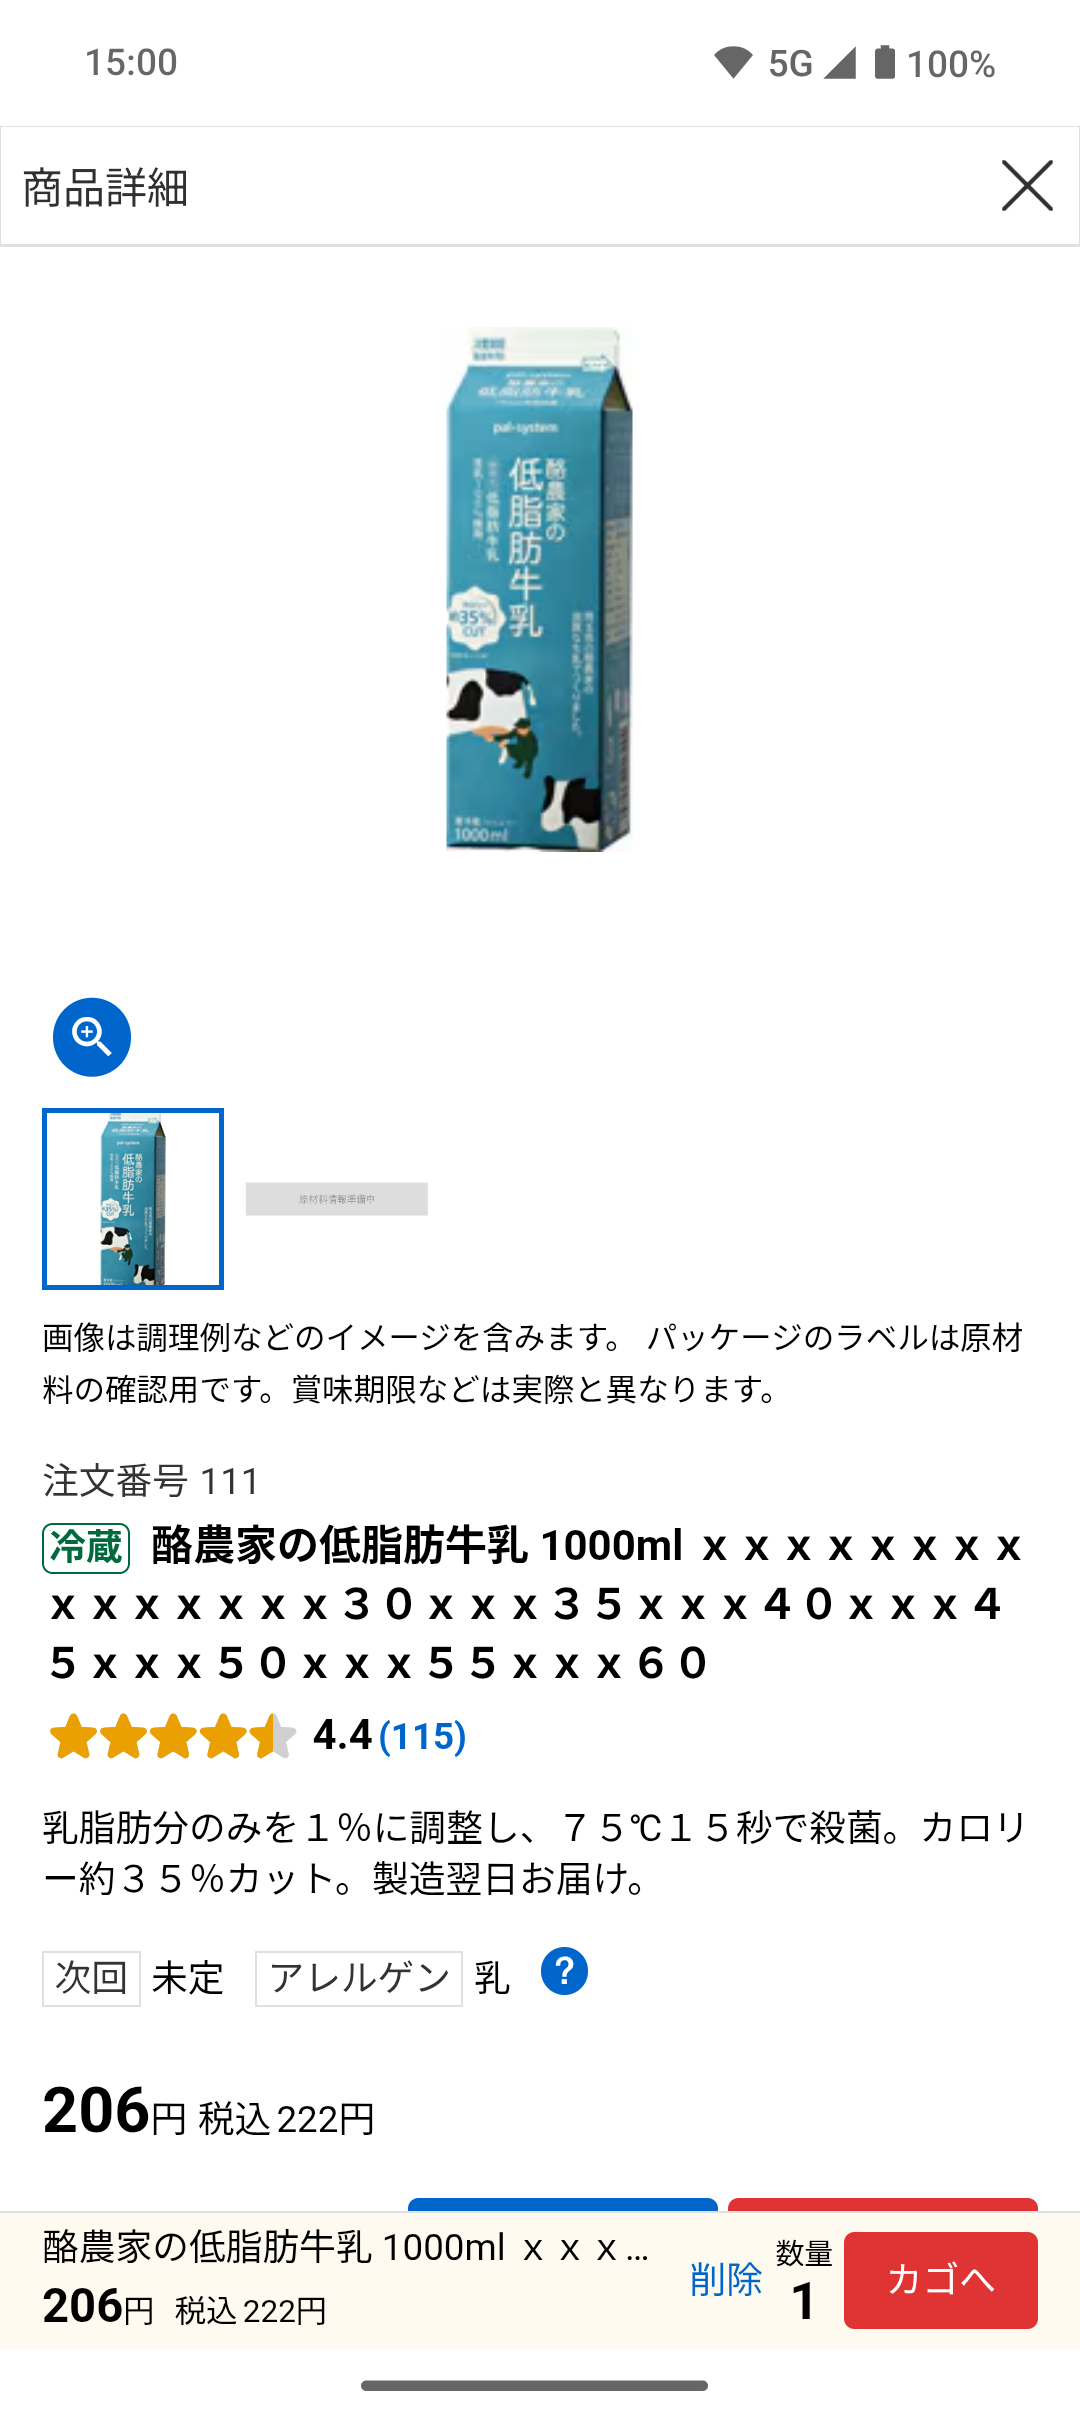 15:00
5G 100%
商品詳細
pal-system
酪農家の
低脂肪牛乳
35%
CUT
1000ml
原材料情報準備中
画像は調理例などのイメージを含みます。 パッケージのラベルは原材
料の確認用です。賞味期限などは実際と異なります。
注文番号 111
冷蔵 酪農家の低脂肪牛乳 1000ml ｘｘｘｘｘｘｘｘ
ｘｘｘｘｘｘｘ３０ｘｘｘ３５ｘｘｘ４０ｘｘｘ４
５ｘｘｘ５０ｘｘｘ５５ｘｘｘ６０
4.4 (115)
乳脂肪分のみを１％に調整し、７５℃１５秒で殺菌。カロリ
ー約３５％カット。製造翌日お届け。
次回 未定 アレルゲン 乳 ?
206円 税込 222円
酪農家の低脂肪牛乳 1000ml ｘｘｘ...
206円 税込 222円
削除
数量
1
カゴへ